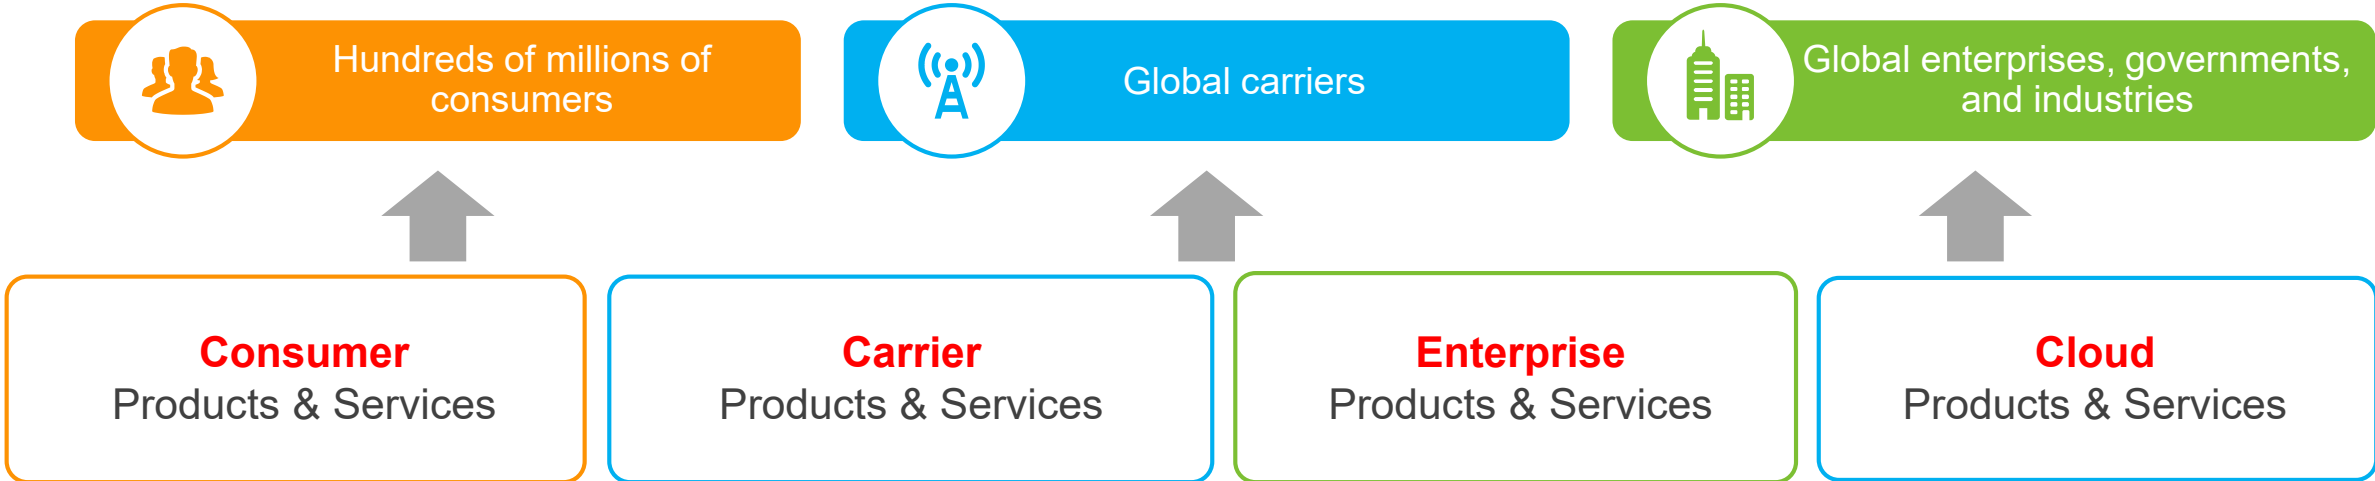 Hundreds of millions of
consumers
Global carriers
Global enterprises, governments,
and industries
Consumer
Products & Services
Carrier
Products & Services
Enterprise
Products & Services
Cloud
Products & Services